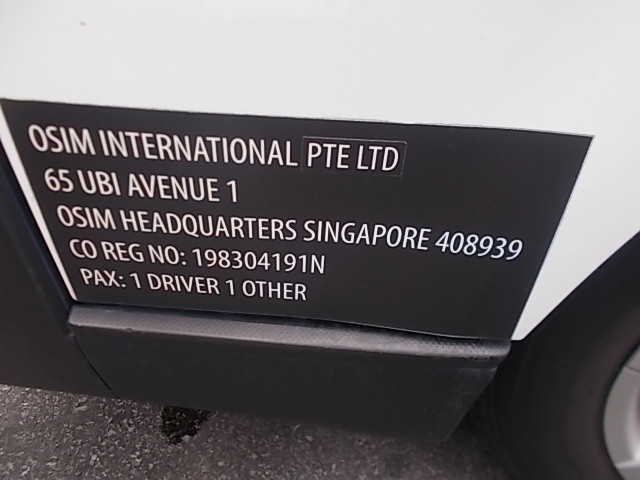 OSIM INTERNATIONAL PTE LTD
65 UBI AVENUE 1
OSIM HEADQUARTERS SINGAPORE 408939
CO REG NO: 198304191N
PAX: 1 DRIVER 1 OTHER